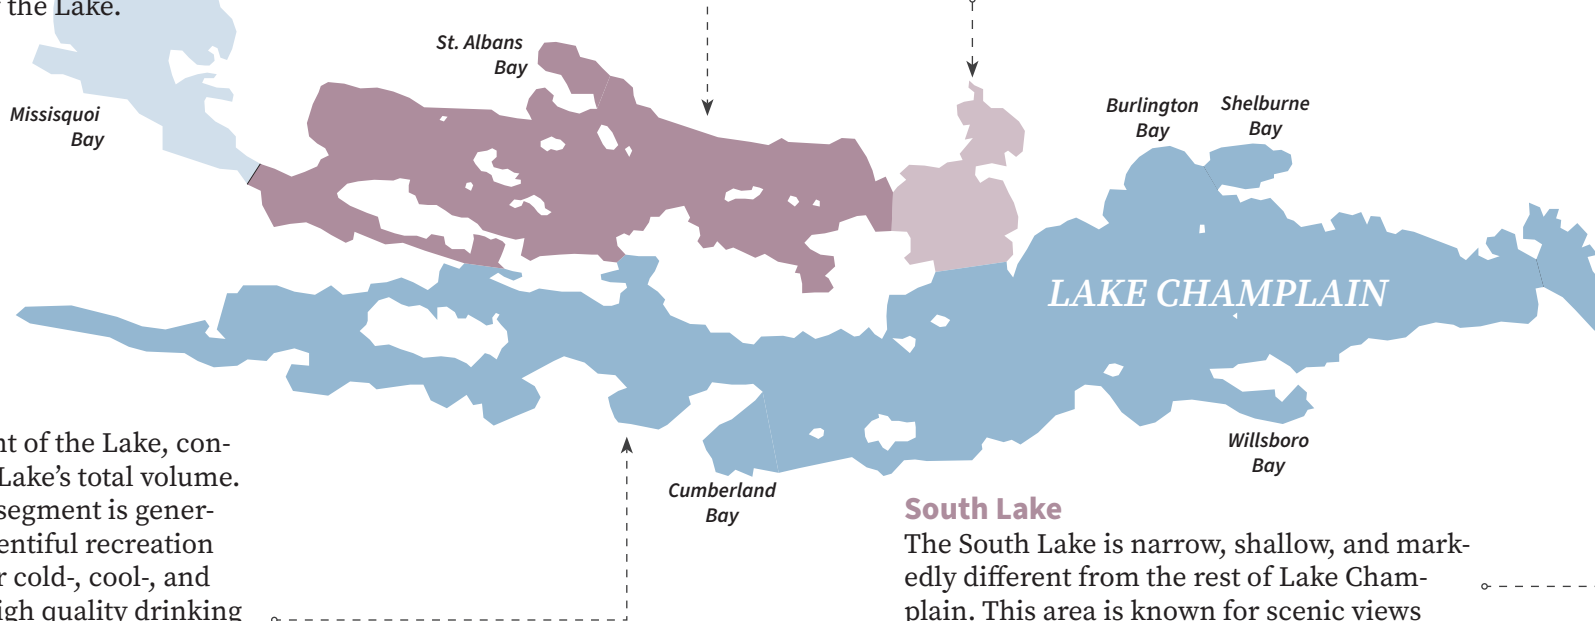 the Lake.
St. Albans
Bay
Missisquoi
Bay
Burlington
Bay
Shelburne
Bay
LAKE CHAMPLAIN
Willsboro
Bay
Cumberland
Bay
of the Lake, con-
Lake's total volume.
segment is gener-
recreation
cold-, cool-, and
quality drinking
South Lake
The South Lake is narrow, shallow, and mark-
edly different from the rest of Lake Cham-
plain. This area is known for scenic views